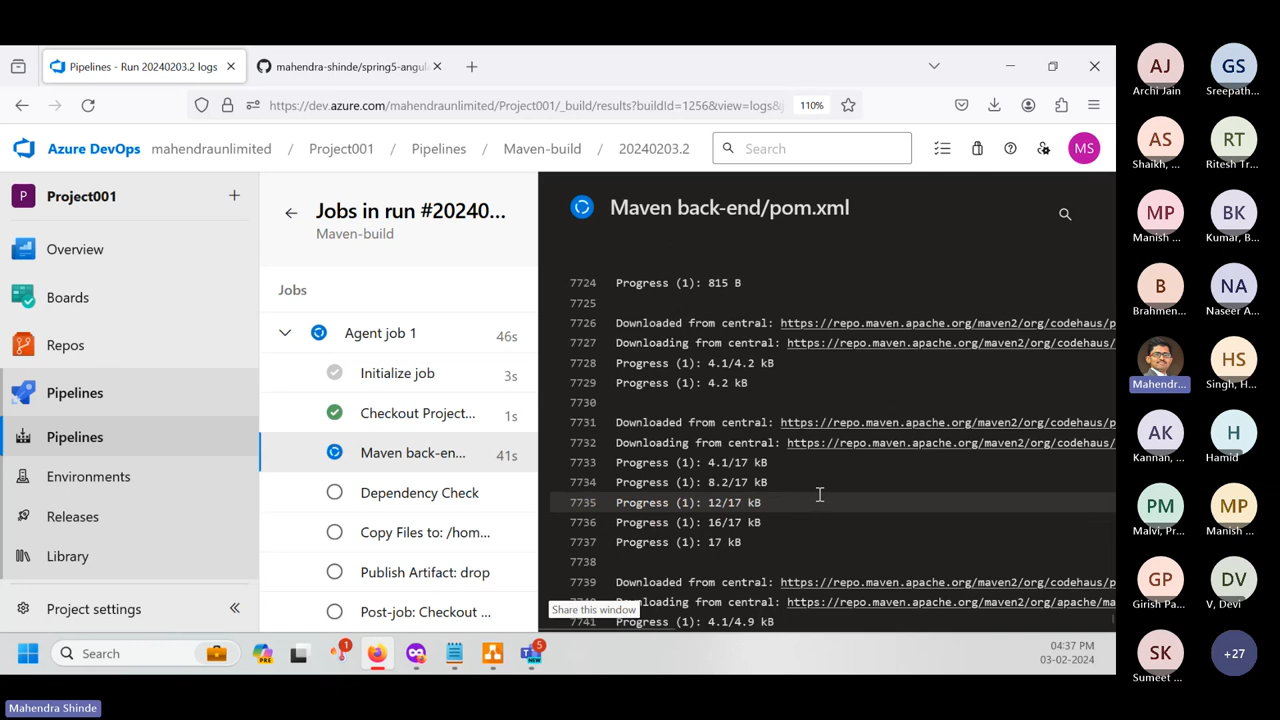 Pipelines - Run 20240203.2 logs
mahendra-shinde/spring5-angul
https://dev.azure.com/mahendraunlimited/Project001/_build/results?buildId=1256&view=logs&
110%
Azure DevOps
mahendraunlimited / Project001 / Pipelines / Maven-build / 20240203.2
Search
MS
P
Project001
Overview
Boards
Repos
Pipelines
Pipelines
Environments
Releases
Library
Project settings
Jobs in run #20240...
Maven-build
Jobs
Agent job 1 46s
Initialize job 3s
Checkout Project... 1s
Maven back-en... 41s
Dependency Check
Copy Files to: /hom...
Publish Artifact: drop
Post-job: Checkout ...
Maven back-end/pom.xml
7724 Progress (1): 815 B
7725
7726 Downloaded from central: https://repo.maven.apache.org/maven2/org/codehaus/p
7727 Downloading from central: https://repo.maven.apache.org/maven2/org/codehaus/
7728 Progress (1): 4.1/4.2 kB
7729 Progress (1): 4.2 kB
7730
7731 Downloaded from central: https://repo.maven.apache.org/maven2/org/codehaus/p
7732 Downloading from central: https://repo.maven.apache.org/maven2/org/codehaus/
7733 Progress (1): 4.1/17 kB
7734 Progress (1): 8.2/17 kB
7735 Progress (1): 12/17 kB
7736 Progress (1): 16/17 kB
7737 Progress (1): 17 kB
7738
7739 Downloaded from central: https://repo.maven.apache.org/maven2/org/codehaus/p
from central: https://repo.maven.apache.org/maven2/org/apache/ma
Share this window
7741 Progress (1): 4.1/4.9 kB
Search
PRE
1
NEW
5
04:37 PM
03-02-2024
AJ
Archi Jain
GS
Sreepath...
AS
Shaikh, ...
RT
Ritesh Tr...
MP
Manish ...
BK
Kumar, B...
B
Brahmen...
NA
Naseer A...
Mahendr...
HS
Singh, H...
AK
Kannan, ...
H
Hamid
PM
Malvi, Pr...
MP
Manish ...
GP
Girish Pa...
DV
V, Devi
SK
Sumeet ...
+27
Mahendra Shinde